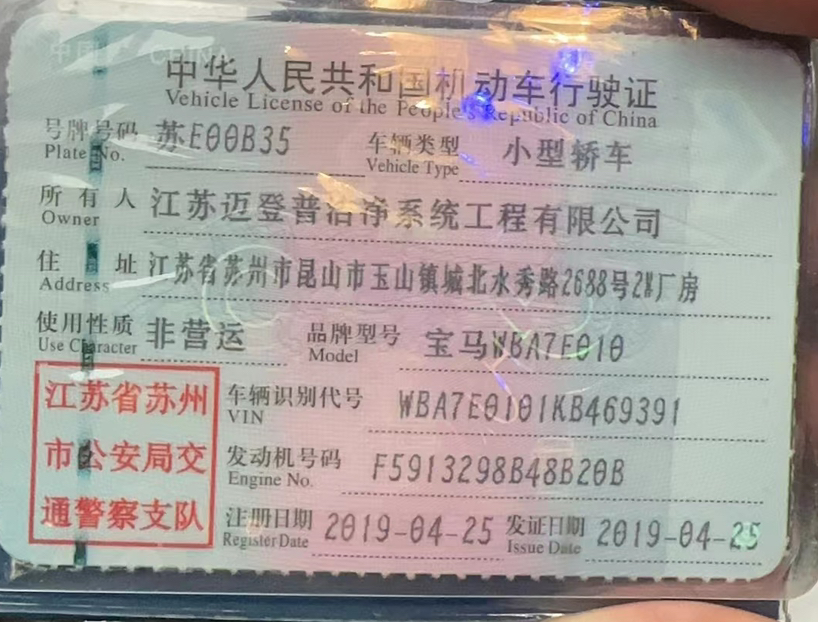 中国 CHINA
中华人民共和国机动车行驶证
Vehicle License of the People's Republic of China
号牌号码 苏E00B35 车辆类型 小型轿车
Plate No. Vehicle Type
所有人 江苏迈登普洁净系统工程有限公司
Owner
住址 江苏省苏州市昆山市玉山镇城北水秀路2688号2#厂房
Address
使用性质 非营运 品牌型号 宝马WBA7E010
Use Character Model
江苏省苏州 车辆识别代号 WBA7E0101KB469391
VIN
市公安局交 发动机号码 F5913298B48B20B
Engine No.
通警察支队 注册日期 2019-04-25 发证日期 2019-04-25
Register Date Issue Date